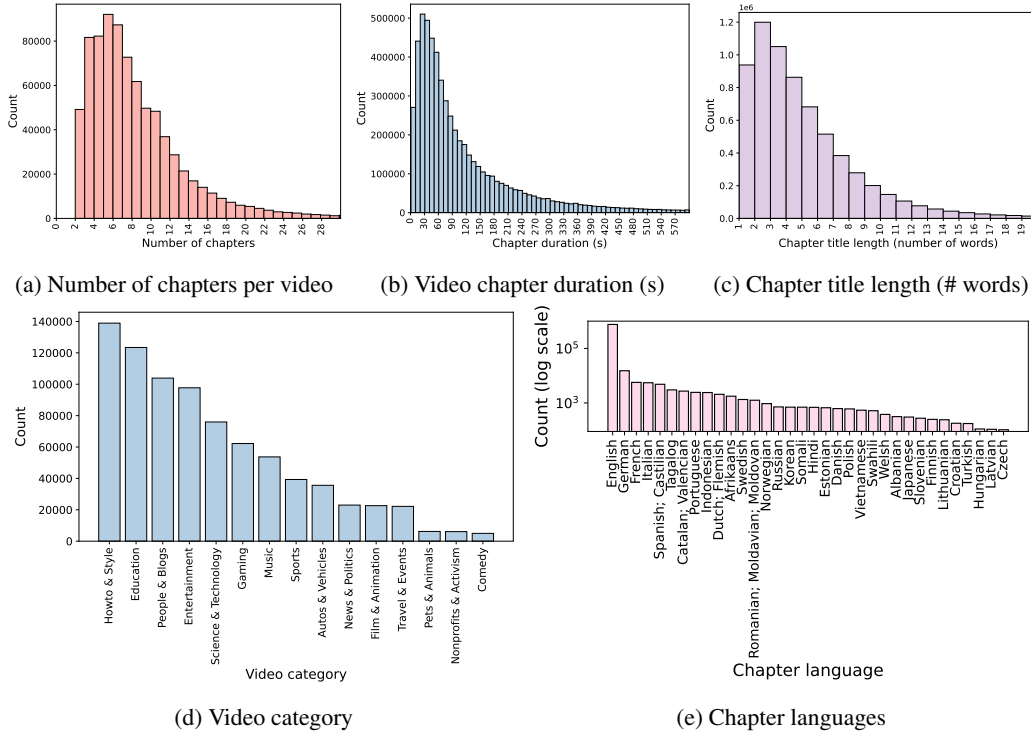 80000
60000
40000
20000
0
Count
0
2
4
6
8
10
12
14
16
18
20
22
24
26
28
Number of chapters
(a) Number of chapters per video
500000
400000
300000
200000
100000
0
Count
0
30
60
90
120
150
180
210
240
270
300
330
360
390
420
450
480
510
540
570
Chapter duration (s)
(b) Video chapter duration (s)
1e6
1.2
1.0
0.8
0.6
0.4
0.2
0.0
Count
1
2
3
4
5
6
7
8
9
10
11
12
13
14
15
16
17
18
19
Chapter title length (number of words)
(c) Chapter title length (# words)
140000
120000
100000
80000
60000
40000
20000
0
Count
Howto & Style
Education
People & Blogs
Entertainment
Science & Technology
Gaming
Music
Sports
Autos & Vehicles
News & Politics
Film & Animation
Travel & Events
Pets & Animals
Nonprofits & Activism
Comedy
Video category
(d) Video category
10⁵
10³
Count (log scale)
English
German
French
Italian
Spanish; Castilian
Tagalog
Catalan; Valencian
Portuguese
Indonesian
Dutch; Flemish
Afrikaans
Swedish
Romanian; Moldavian; Moldovan
Norwegian
Russian
Korean
Somali
Hindi
Estonian
Danish
Polish
Vietnamese
Swahili
Welsh
Albanian
Japanese
Slovenian
Finnish
Lithuanian
Croatian
Turkish
Hungarian
Latvian
Czech
Chapter language
(e) Chapter languages